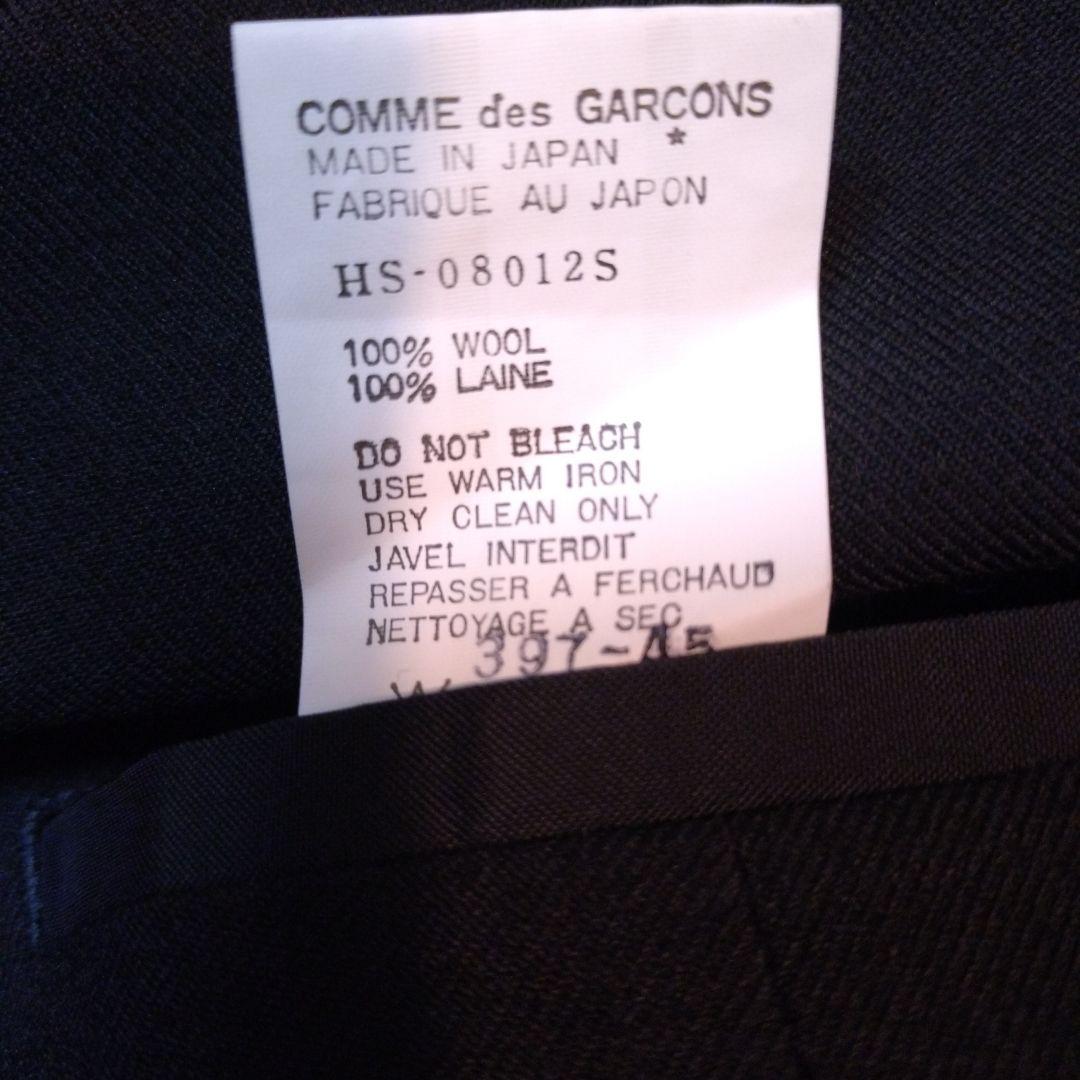 COMME des GARCONS
*
MADE IN JAPAN
FABRIQUE AU JAPON
HS-08012S
100% WOOL
100% LAINE
DO NOT BLEACH
USE WARM IRON
DRY CLEAN ONLY
JAVEL INTERDIT
REPASSER A FERCHAUD
NETTOYAGE A SEC